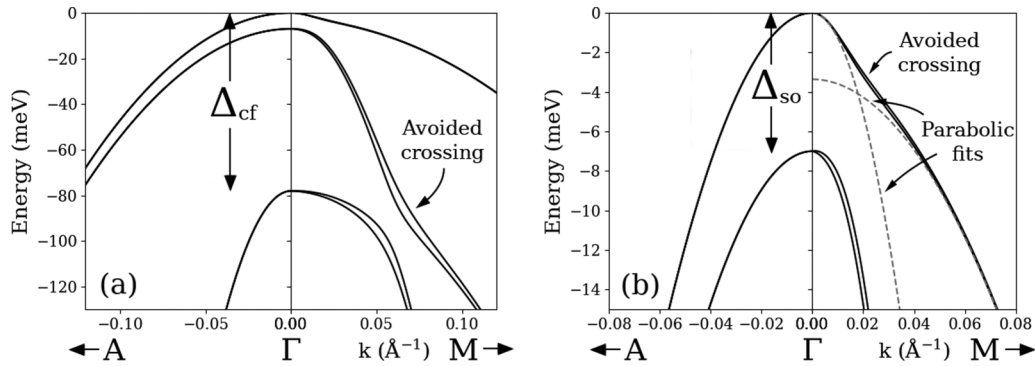 0
−20
−40
−60
−80
−100
−120
Energy (meV)
Δcf
Avoided
crossing
(a)
−0.10
−0.05
0.00
0.05
0.10
A
Γ
k (Å⁻¹)
M
0
−2
−4
−6
−8
−10
−12
−14
Energy (meV)
Δso
Avoided
crossing
Parabolic
fits
(b)
−0.08
−0.06
−0.04
−0.02
0.00
0.02
0.04
0.06
0.08
A
Γ
k (Å⁻¹)
M